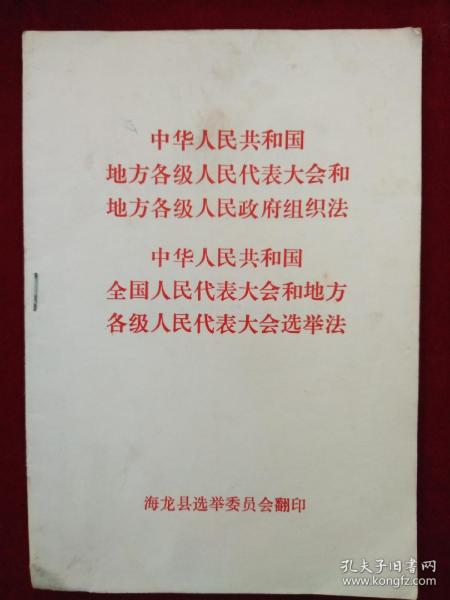 中华人民共和国
地方各级人民代表大会和
地方各级人民政府组织法
中华人民共和国
全国人民代表大会和地方
各级人民代表大会选举法
海龙县选举委员会翻印
孔夫子旧书网
www.kongfz.com